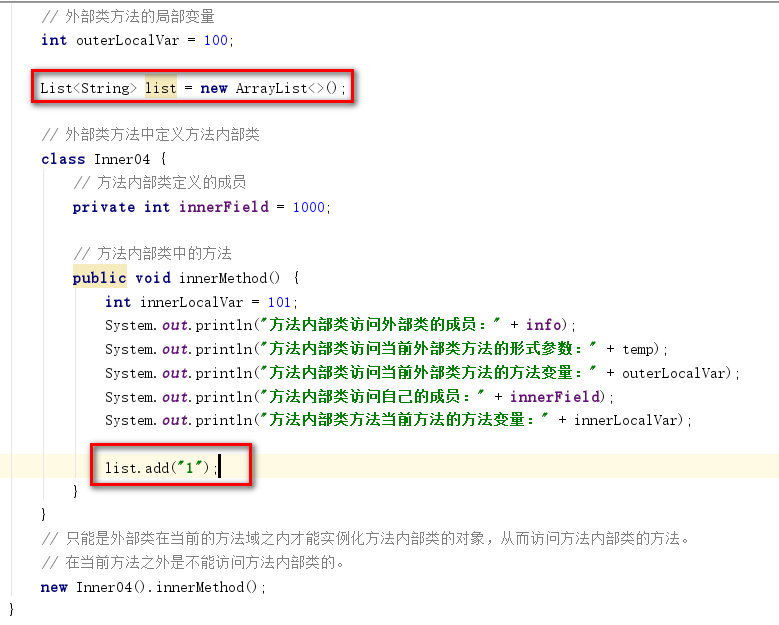 // 外部类方法的局部变量
int outerLocalVar = 100;
List<String> list = new ArrayList<>();
// 外部类方法中定义方法内部类
class Inner04 {
// 方法内部类定义的成员
private int innerField = 1000;
// 方法内部类中的方法
public void innerMethod() {
int innerLocalVar = 101;
System.out.println("方法内部类访问外部类的成员：" + info);
System.out.println("方法内部类访问当前外部类方法的形式参数：" + temp);
System.out.println("方法内部类访问当前外部类方法的方法变量：" + outerLocalVar);
System.out.println("方法内部类访问自己的成员：" + innerField);
System.out.println("方法内部类方法当前方法的方法变量：" + innerLocalVar);
list.add("1");
}
}
// 只能是外部类在当前的方法域之内才能实例化方法内部类的对象，从而访问方法内部类的方法。
// 在当前方法之外是不能访问方法内部类的。
new Inner04().innerMethod();
}